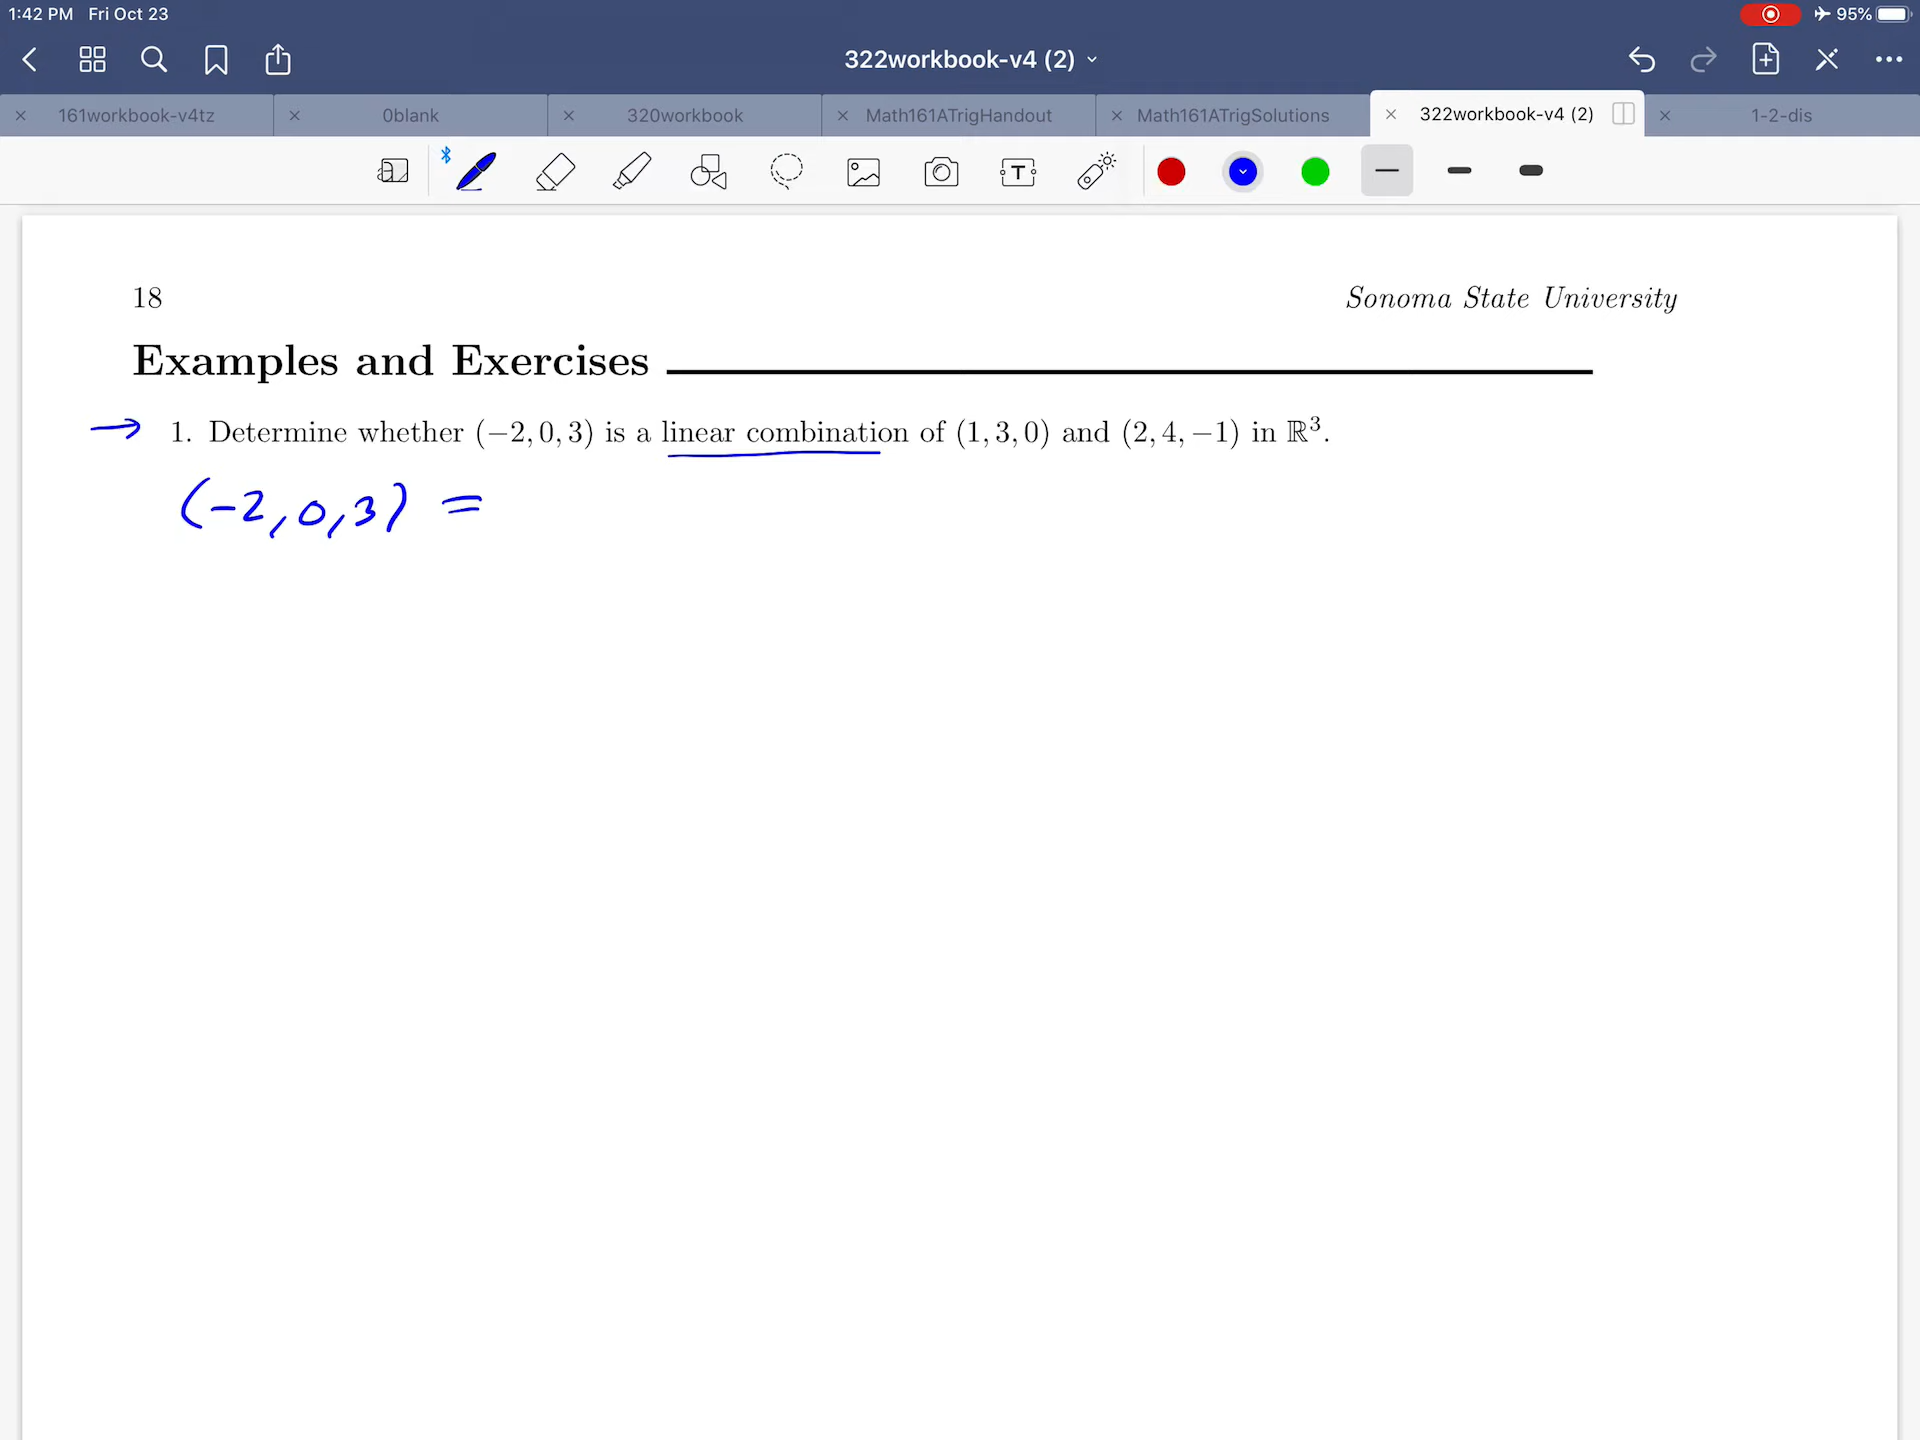 1:42 PM Fri Oct 23 95%
322workbook-v4 (2)
161workbook-v4tz 0blank 320workbook Math161ATrigHandout Math161ATrigSolutions 322workbook-v4 (2) 1-2-dis
a T
18 Sonoma State University
Examples and Exercises
→ 1. Determine whether (−2, 0, 3) is a linear combination of (1, 3, 0) and (2, 4, −1) in ℝ³.
(-2, 0, 3) =